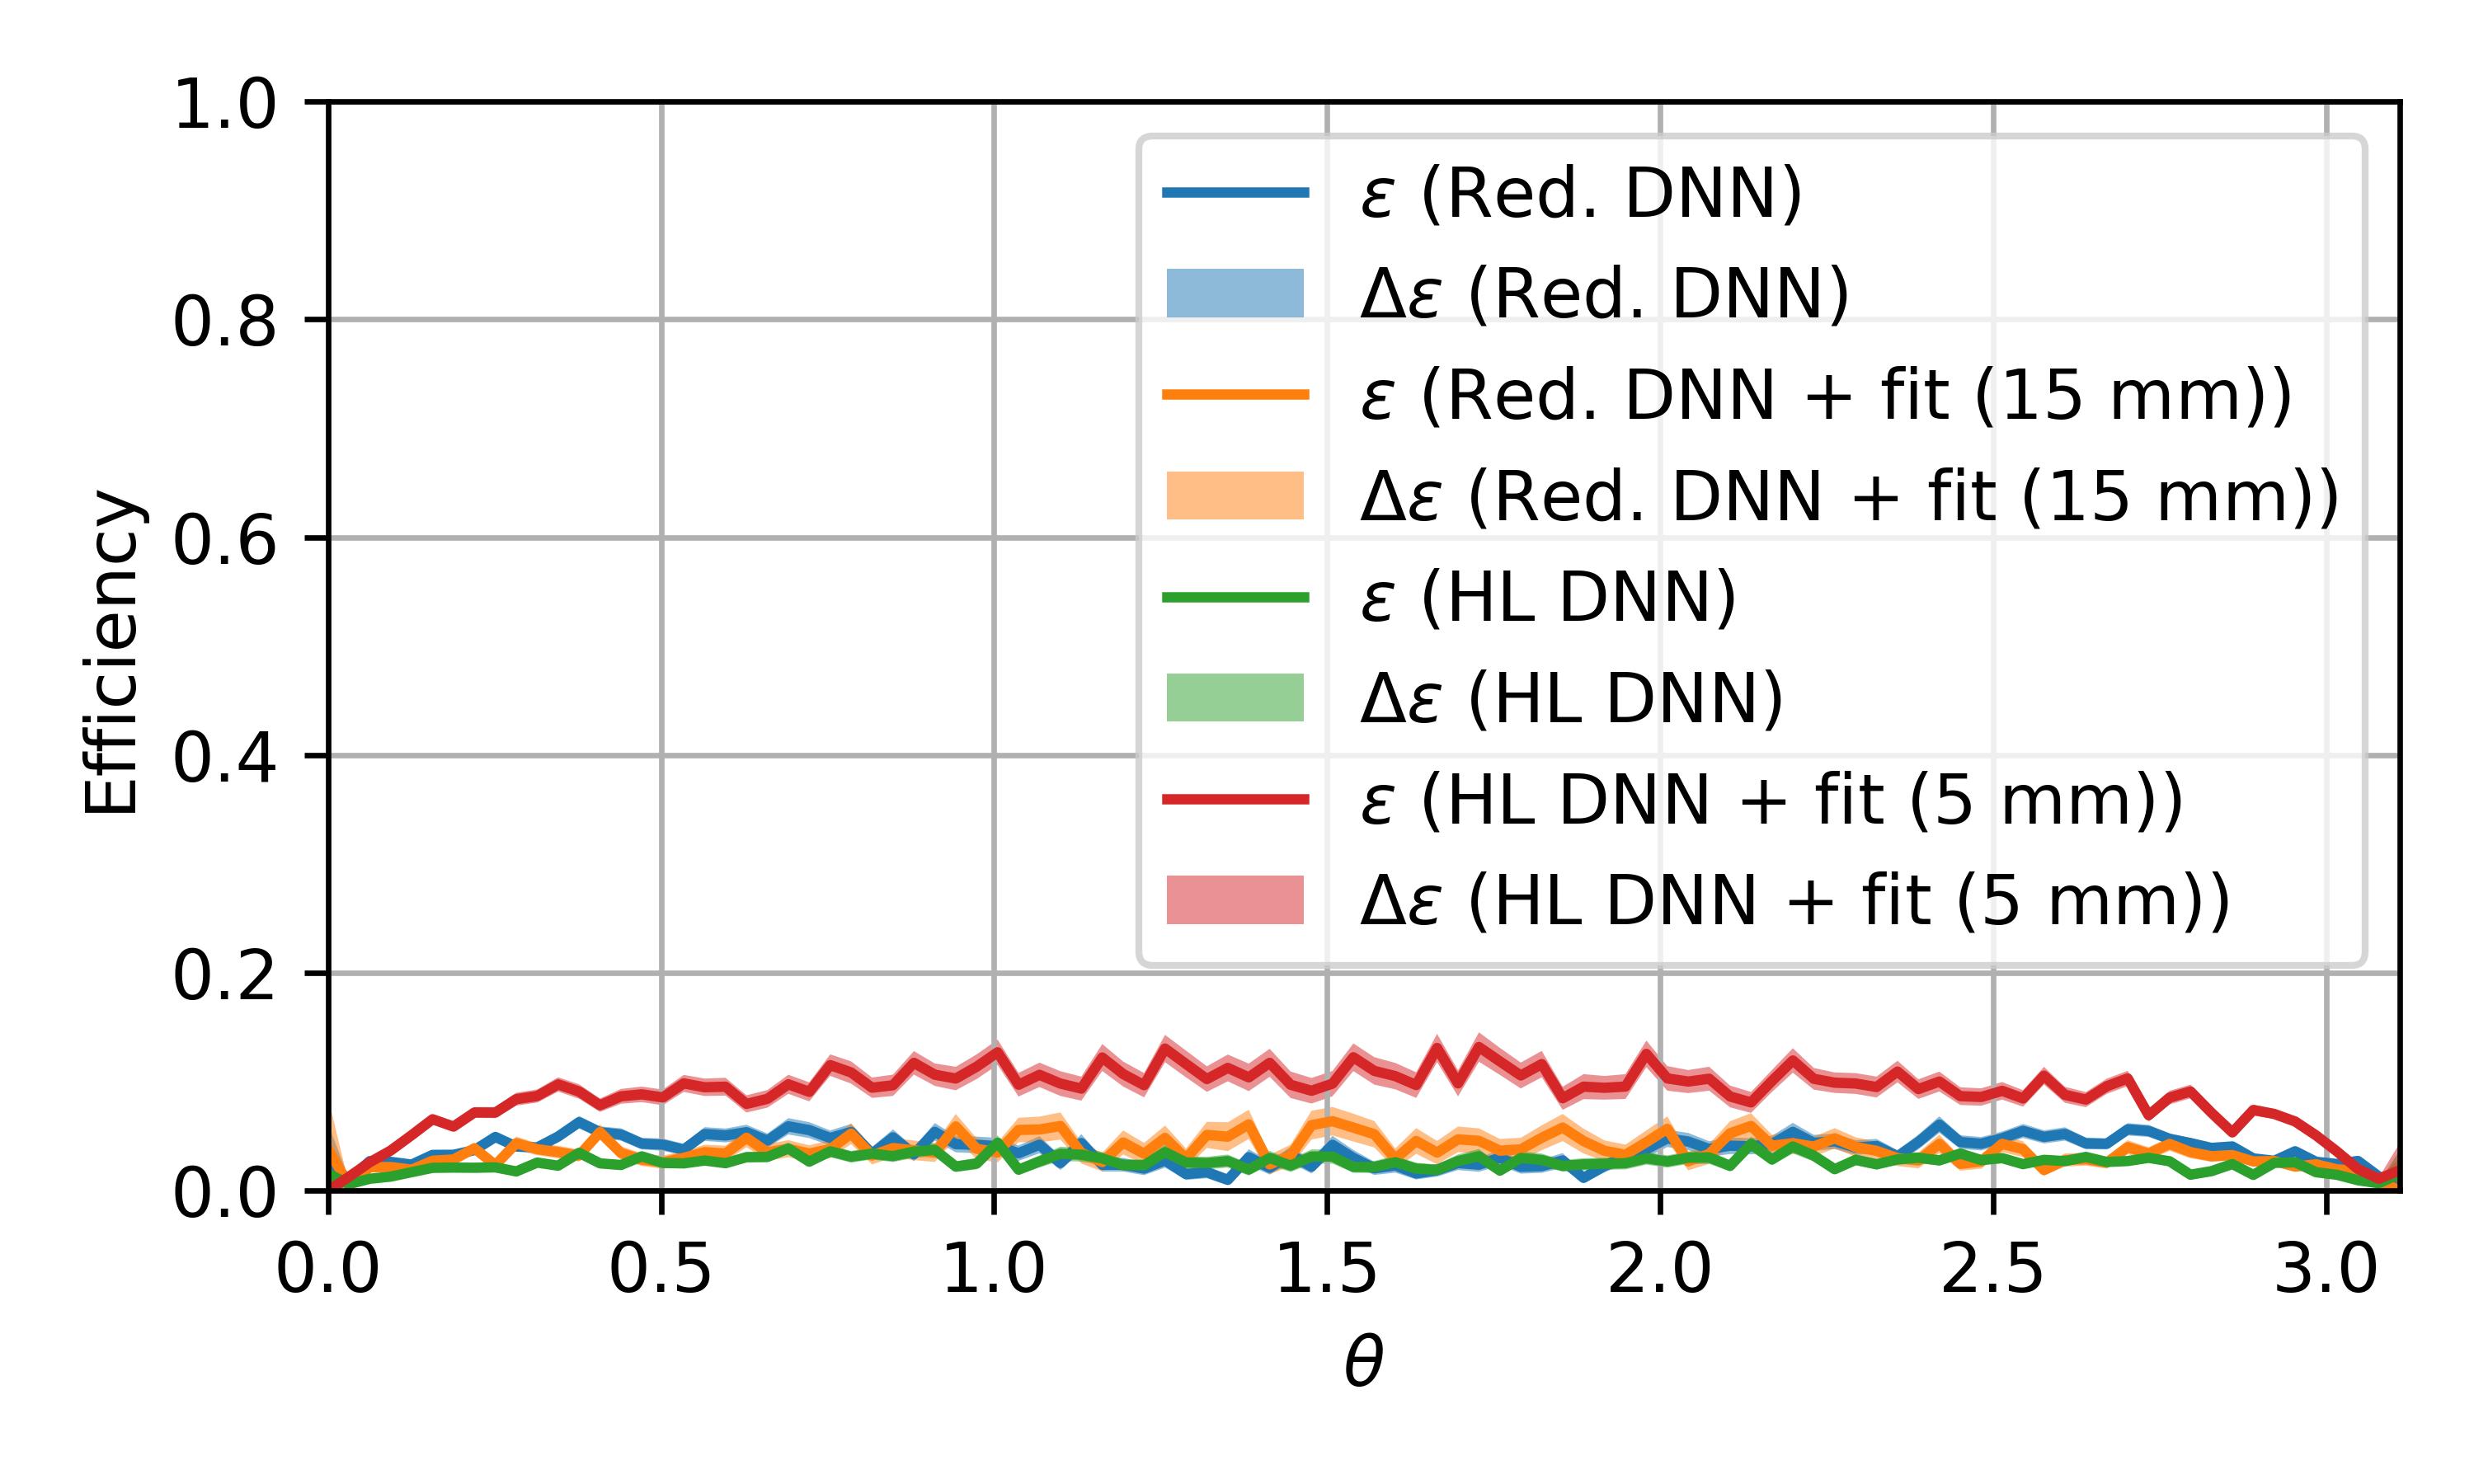 1.0
0.8
0.6
0.4
0.2
0.0
Efficiency
ε (Red. DNN)
Δε (Red. DNN)
ε (Red. DNN + fit (15 mm))
Δε (Red. DNN + fit (15 mm))
ε (HL DNN)
Δε (HL DNN)
ε (HL DNN + fit (5 mm))
Δε (HL DNN + fit (5 mm))
0.0 0.5 1.0 1.5 2.0 2.5 3.0
θ